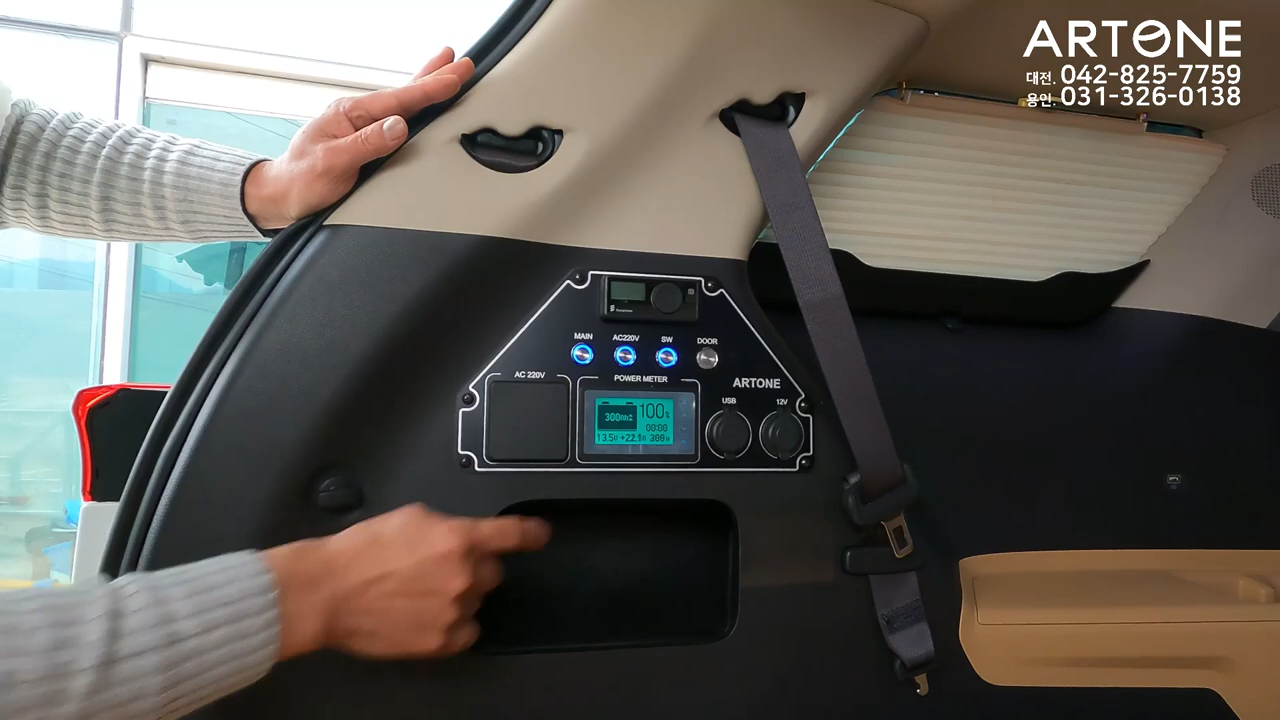 ARTONE
대전. 042-825-7759
용인. 031-326-0138
MAIN
AC220V
SW
DOOR
AC 220V
POWER METER
ARTONE
USB
12V
300Ah
100%
00:00
13.5V +22.1A 300W